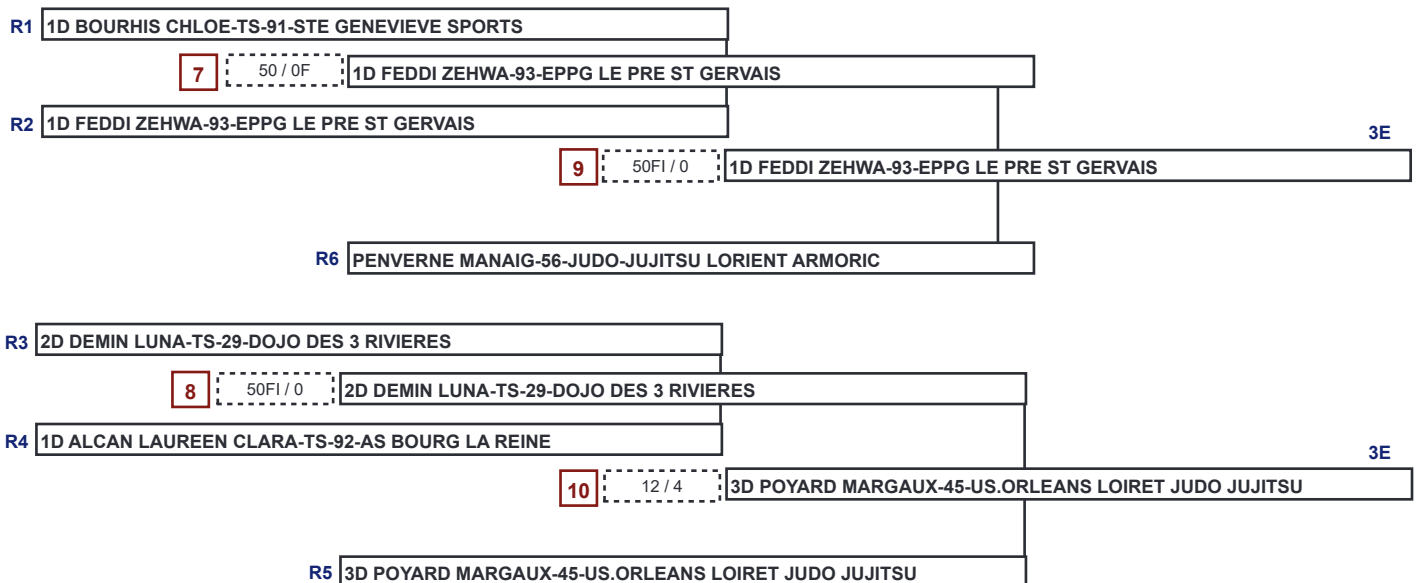 R1 1D BOURHIS CHLOE-TS-91-STE GENEVIEVE SPORTS
7 50 / 0F 1D FEDDI ZEHWA-93-EPPG LE PRE ST GERVAIS
R2 1D FEDDI ZEHWA-93-EPPG LE PRE ST GERVAIS
3E
9 50FI / 0 1D FEDDI ZEHWA-93-EPPG LE PRE ST GERVAIS
R6 PENVERNE MANAIG-56-JUDO-JUJITSU LORIENT ARMORIC
R3 2D DEMIN LUNA-TS-29-DOJO DES 3 RIVIERES
8 50FI / 0 2D DEMIN LUNA-TS-29-DOJO DES 3 RIVIERES
R4 1D ALCAN LAUREEN CLARA-TS-92-AS BOURG LA REINE
3E
10 12 / 4 3D POYARD MARGAUX-45-US.ORLEANS LOIRET JUDO JUJITSU
R5 3D POYARD MARGAUX-45-US.ORLEANS LOIRET JUDO JUJITSU